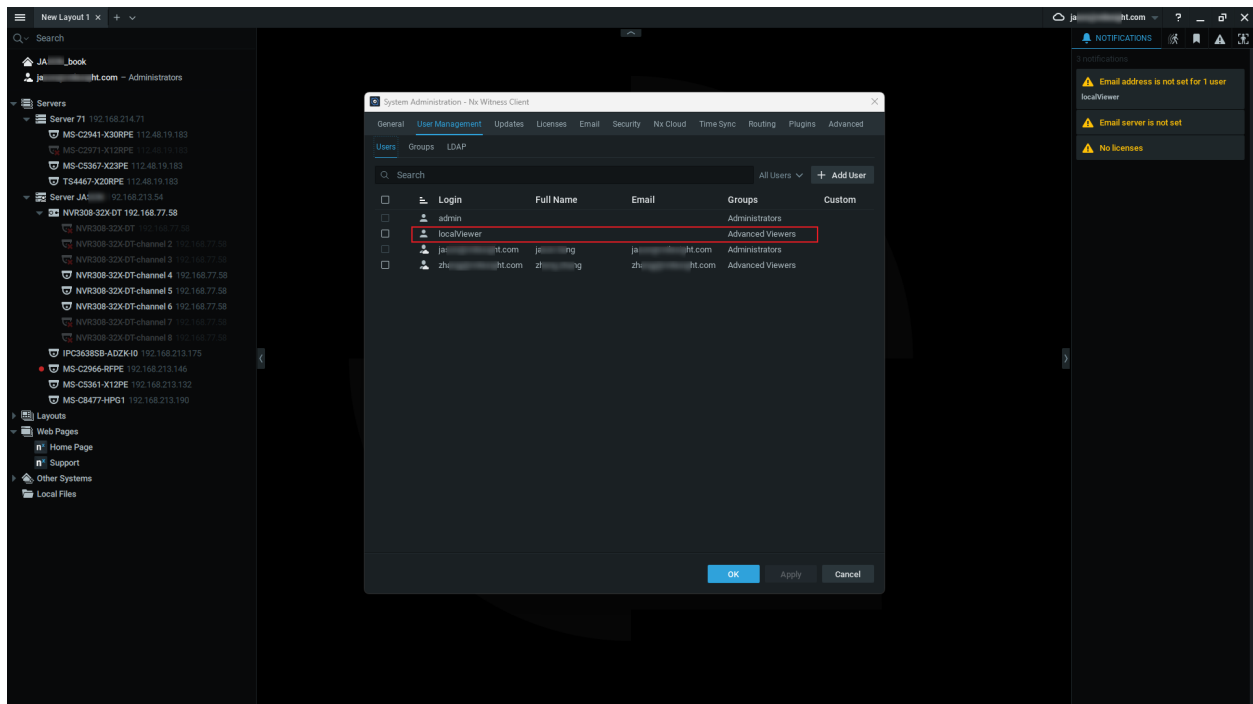 New Layout 1
ht.com
Search
_book
ht.com – Administrators
Servers
Server 71 192.168.214.71
MS-C2941-X30RPE 112.48.19.183
MS-C2971-X12RPE 112.48.19.183
MS-C5367-X23PE 112.48.19.183
TS4467-X20RPE 112.48.19.183
Server 92.168.213.54
NVR308-32X-DT 192.168.77.58
NVR308-32X-DT 192.168.77.58
NVR308-32X-DT-channel 2 192.168.77.58
NVR308-32X-DT-channel 3 192.168.77.58
NVR308-32X-DT-channel 4 192.168.77.58
NVR308-32X-DT-channel 5 192.168.77.58
NVR308-32X-DT-channel 6 192.168.77.58
NVR308-32X-DT-channel 7 192.168.77.58
NVR308-32X-DT-channel 8 192.168.77.58
IPC3638SB-ADZK-I0 192.168.213.175
MS-C2966-RFPE 192.168.213.146
MS-C5361-X12PE 192.168.213.132
MS-C8477-HPG1 192.168.213.190
Layouts
Web Pages
Home Page
Support
Other Systems
Local Files
System Administration - Nx Witness Client
General User Management Updates Licenses Email Security Nx Cloud Time Sync Routing Plugins Advanced
Users Groups LDAP
Search All Users + Add User
Login Full Name Email Groups Custom
admin Administrators
localViewer Advanced Viewers
ht.com ht.com Administrators
ht.com ht.com Advanced Viewers
OK Apply Cancel
NOTIFICATIONS
3 notifications
Email address is not set for 1 user
localViewer
Email server is not set
No licenses